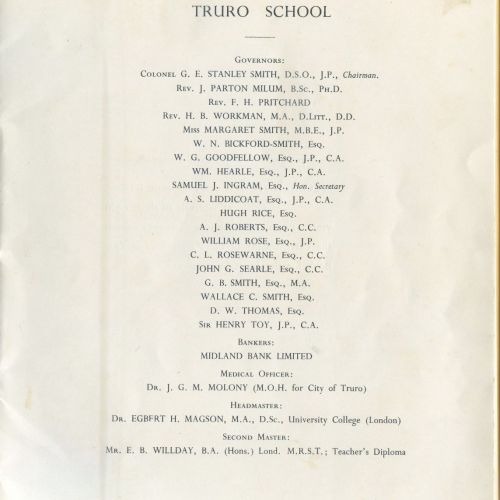 TRURO SCHOOL
GOVERNORS:
COLONEL G. E. STANLEY SMITH, D.S.O., J.P., Chairman.
REV. J. PARTON MILUM, B.Sc., PH.D.
REV. F. H. PRITCHARD
REV. H. B. WORKMAN, M.A., D.LITT., D.D.
MISS MARGARET SMITH, M.B.E., J.P.
W. N. BICKFORD-SMITH, ESQ.
W. G. GOODFELLOW, ESQ., J.P., C.A.
WM. HEARLE, ESQ., J.P., C.A.
SAMUEL J. INGRAM, ESQ., Hon. Secretary
A. S. LIDDICOAT, ESQ., J.P., C.A.
HUGH RICE, ESQ.
A. J. ROBERTS, ESQ., C.C.
WILLIAM ROSE, ESQ., J.P.
C. L. ROSEWARNE, ESQ., C.C.
JOHN G. SEARLE, ESQ., C.C.
G. B. SMITH, ESQ., M.A.
WALLACE C. SMITH, ESQ.
D. W. THOMAS, ESQ.
SIR HENRY TOY, J.P., C.A.
BANKERS:
MIDLAND BANK LIMITED
MEDICAL OFFICER:
DR. J. G. M. MOLONY (M.O.H. for City of Truro)
HEADMASTER:
DR. EGBERT H. MAGSON, M.A., D.Sc., University College (London)
SECOND MASTER:
MR. E. B. WILLDAY, B.A. (Hons.) Lond. M.R.S.T.; Teacher's Diploma